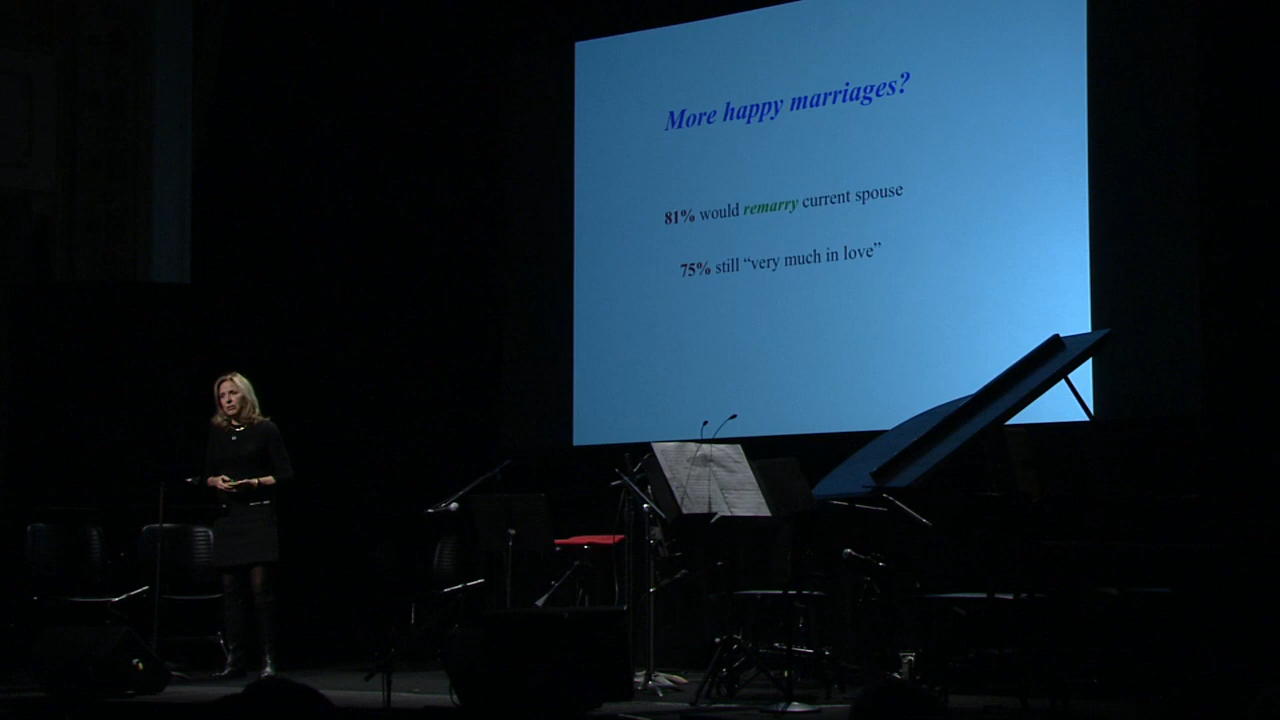 More happy marriages?
81% would remarry current spouse
75% still “very much in love”